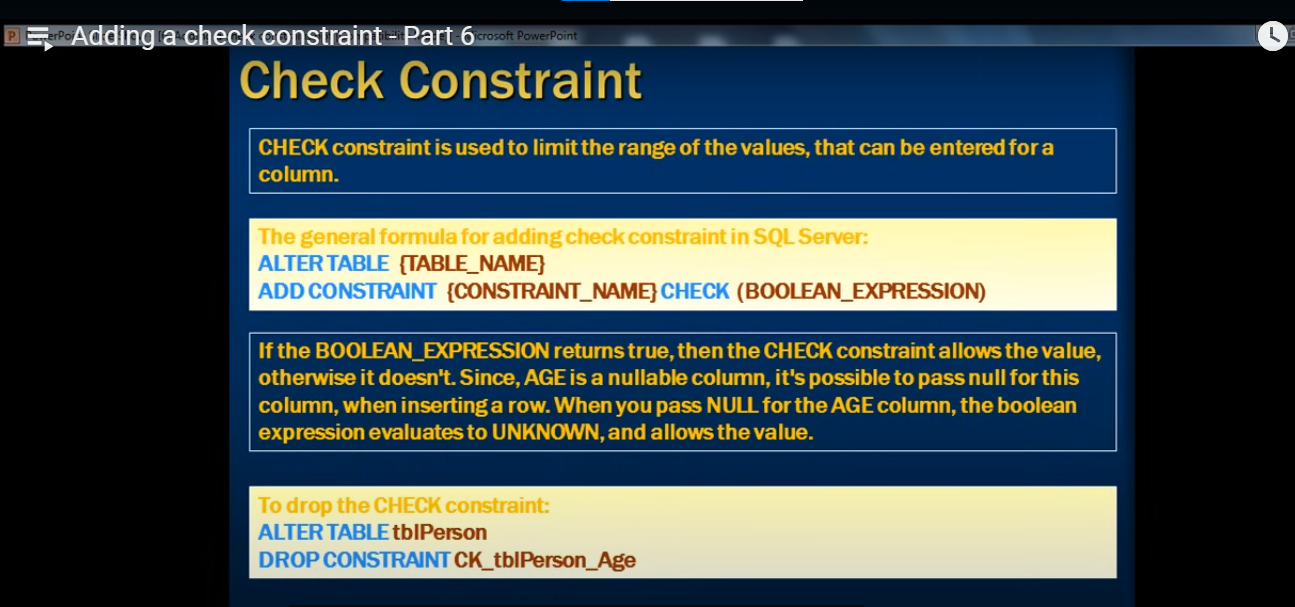 Adding a check constraint - Part 6
icrosoft PowerPoint
Check Constraint
CHECK constraint is used to limit the range of the values, that can be entered for a
column.
The general formula for adding check constraint in SQL Server:
ALTER TABLE {TABLE_NAME}
ADD CONSTRAINT {CONSTRAINT_NAME} CHECK (BOOLEAN_EXPRESSION)
If the BOOLEAN_EXPRESSION returns true, then the CHECK constraint allows the value,
otherwise it doesn't. Since, AGE is a nullable column, it's possible to pass null for this
column, when inserting a row. When you pass NULL for the AGE column, the boolean
expression evaluates to UNKNOWN, and allows the value.
To drop the CHECK constraint:
ALTER TABLE tblPerson
DROP CONSTRAINT CK_tblPerson_Age